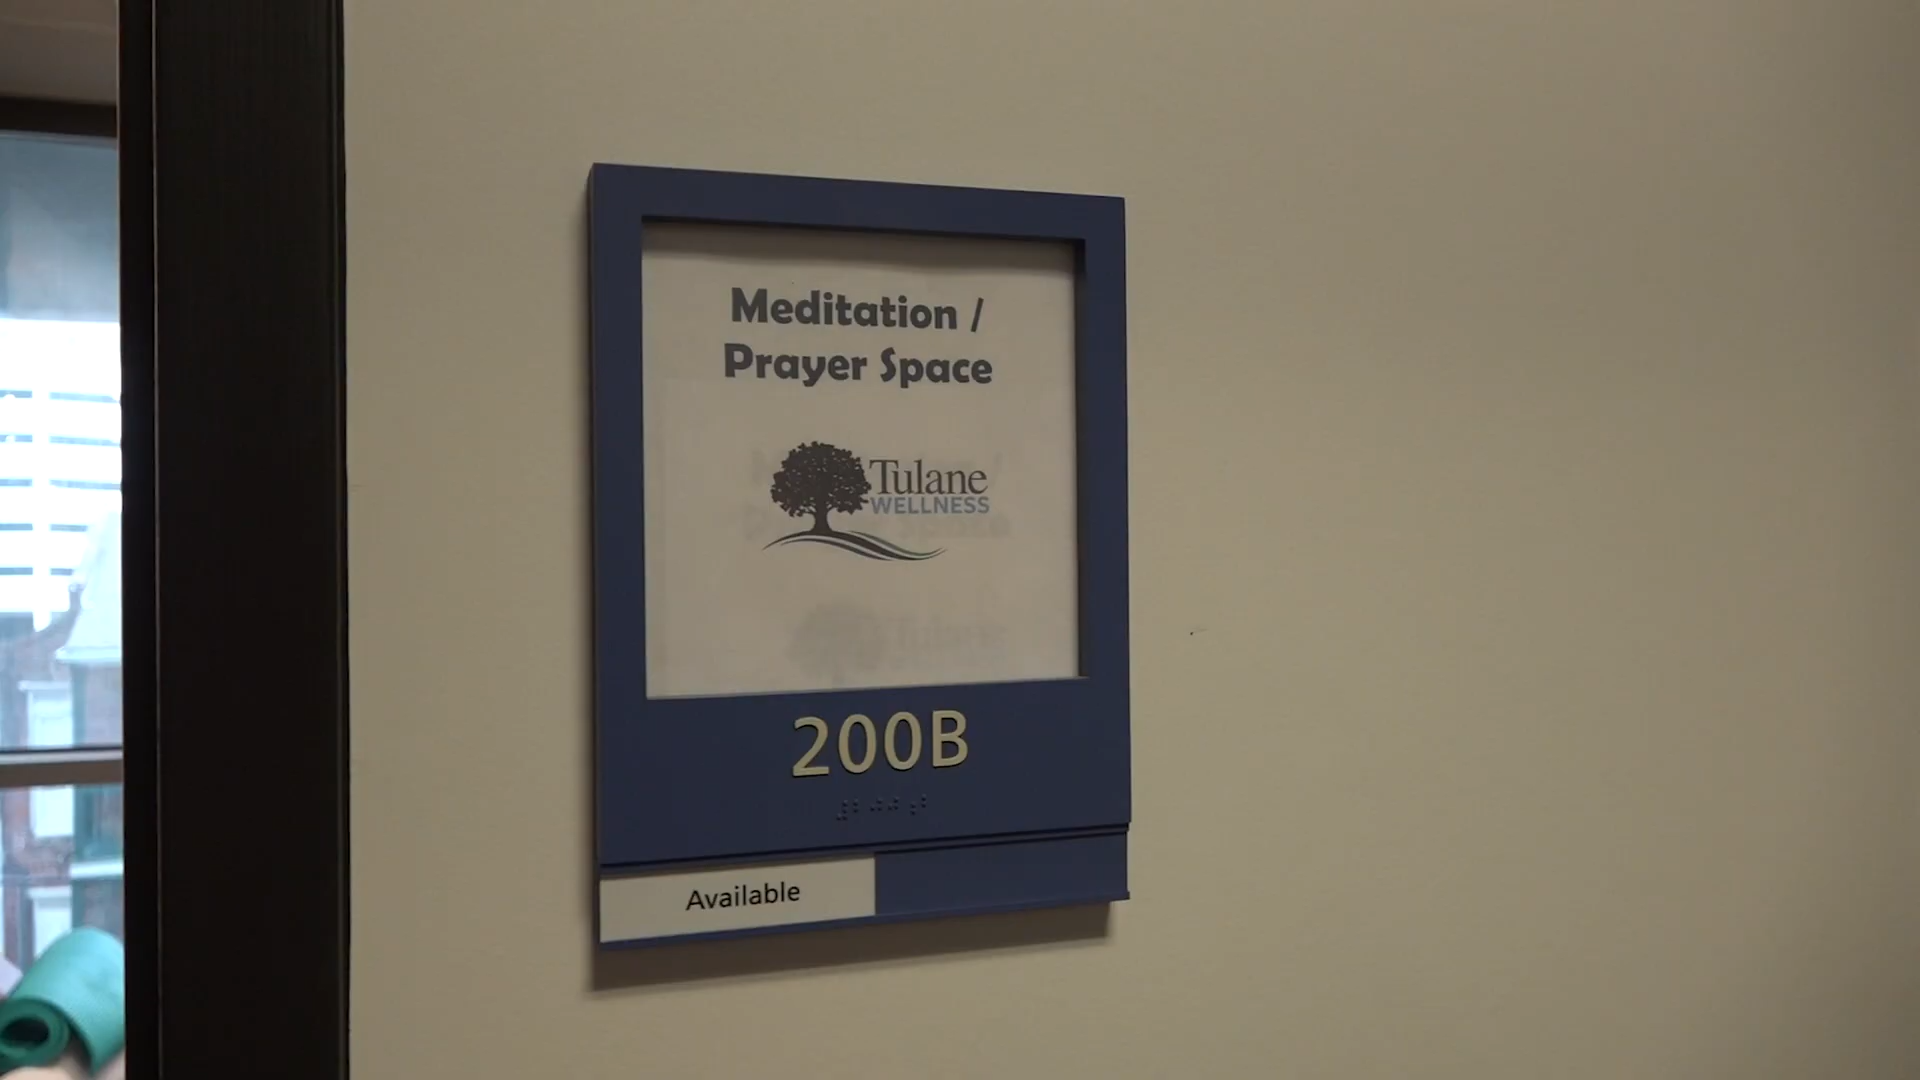 Meditation /
Prayer Space
Tulane
WELLNESS
200B
Available